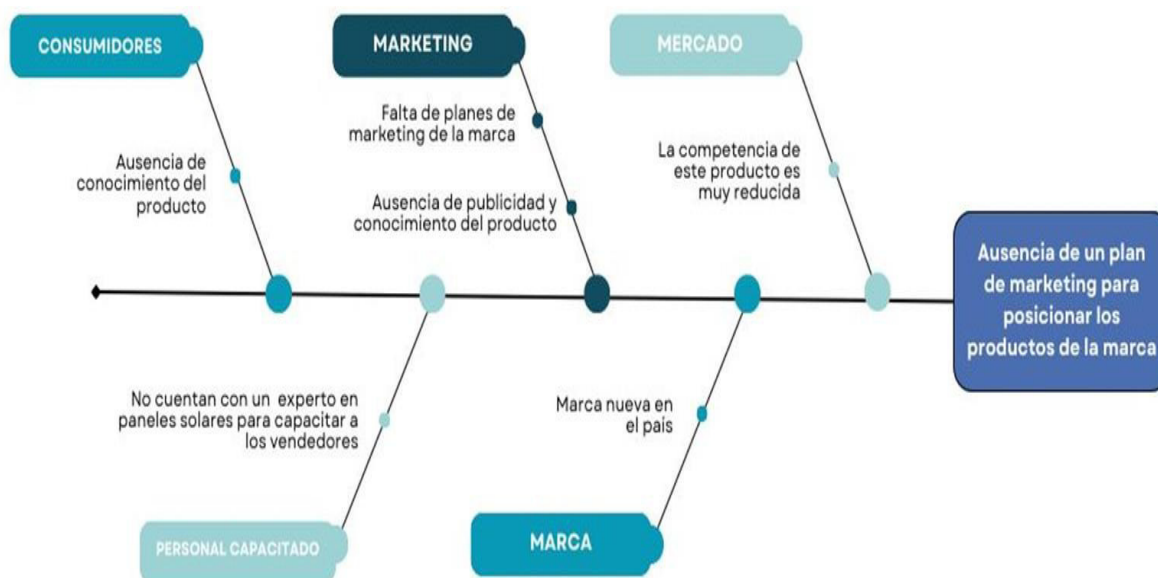 CONSUMIDORES
MARKETING
MERCADO
Falta de planes de
marketing de la marca
Ausencia de
conocimiento del
producto
La competencia de
este producto es
muy reducida
Ausencia de publicidad y
conocimiento del producto
Ausencia de un plan
de marketing para
posicionar los
productos de la marca
No cuentan con un experto en
paneles solares para capacitar a
los vendedores
Marca nueva en
el país
PERSONAL CAPACITADO
MARCA